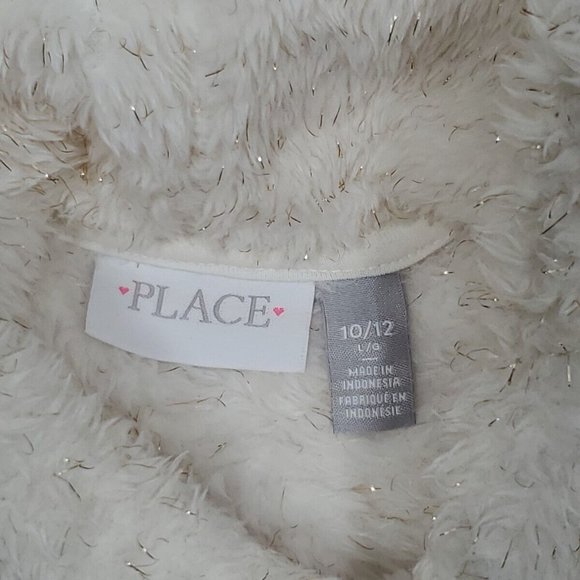 PLACE
10/12
L/G
MADE IN
INDONESIA
FABRIQUÉ EN
INDONÉSIE